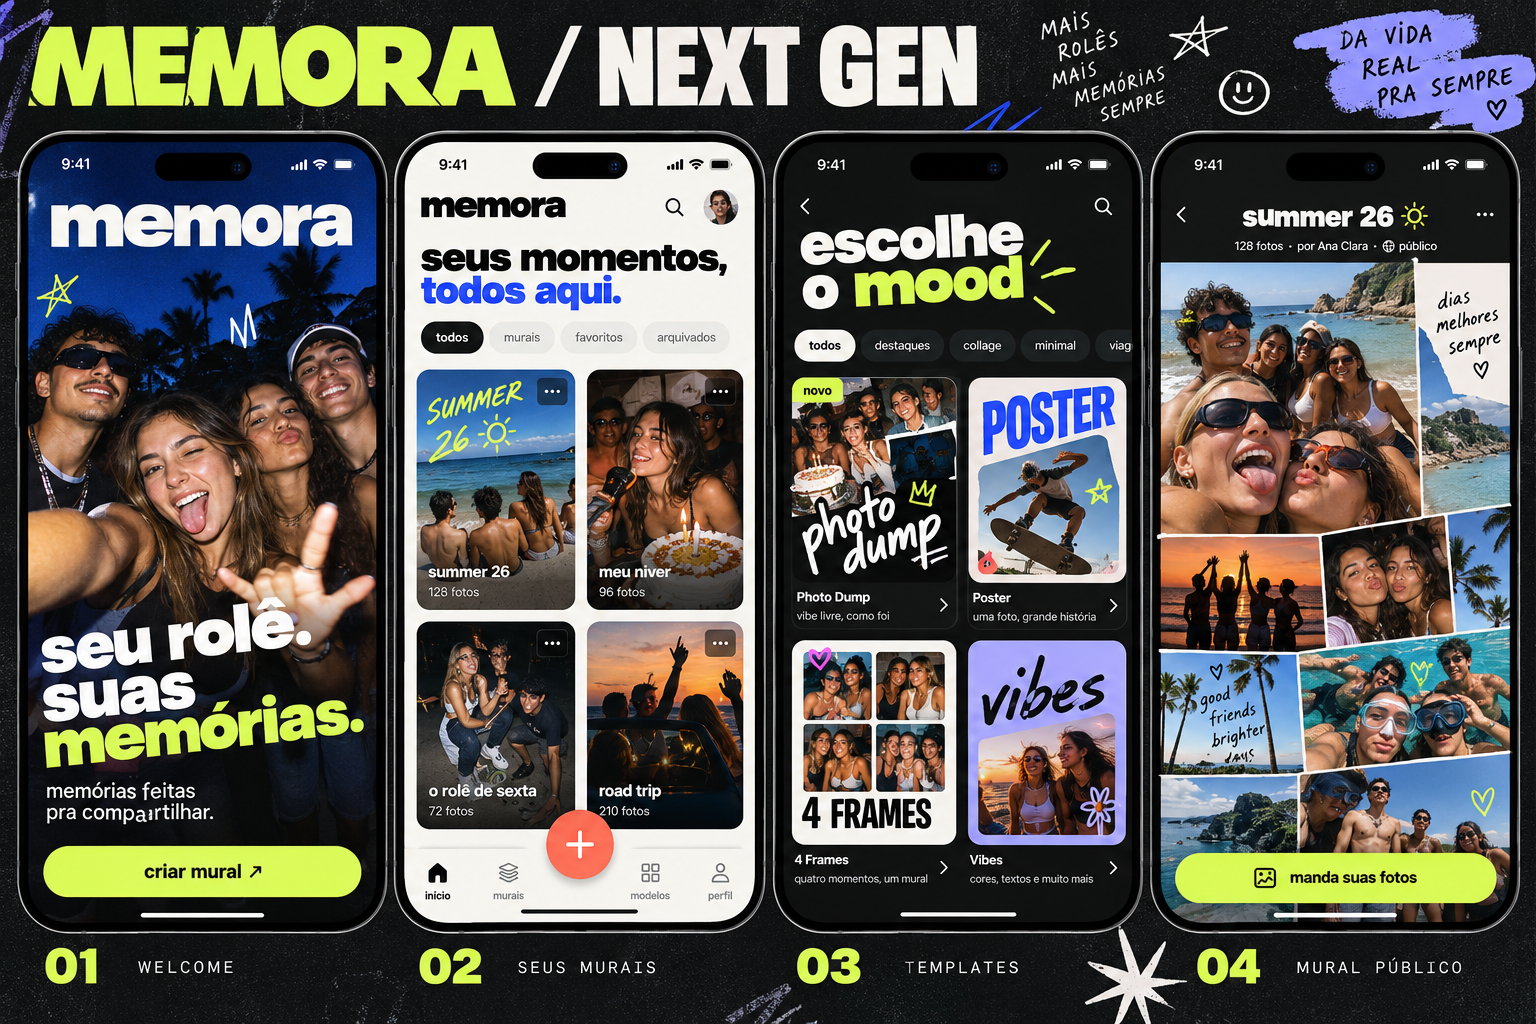 MEMORA / NEXT GEN
MAIS
ROLÊS
MAIS
MEMÓRIAS
SEMPRE
DA VIDA
REAL
PRA SEMPRE
9:41
memora
seu rolê.
suas
memórias.
memórias feitas
pra compartilhar.
criar mural ↗
01 WELCOME
9:41
memora
seus momentos,
todos aqui.
todos murais favoritos arquivados
SUMMER
26
summer 26
128 fotos
meu niver
96 fotos
o rolê de sexta
72 fotos
road trip
210 fotos
início murais modelos perfil
02 SEUS MURAIS
9:41
escolhe
o mood
todos destaques collage minimal viag
novo
photo
dump
Photo Dump
vibe livre, como foi
POSTER
Poster
uma foto, grande história
4 FRAMES
4 Frames
quatro momentos, um mural
vibes
Vibes
cores, textos e muito mais
03 TEMPLATES
9:41
summer 26
128 fotos • por Ana Clara • público
dias
melhores
sempre
good
friends
brighter
days
manda suas fotos
04 MURAL PÚBLICO